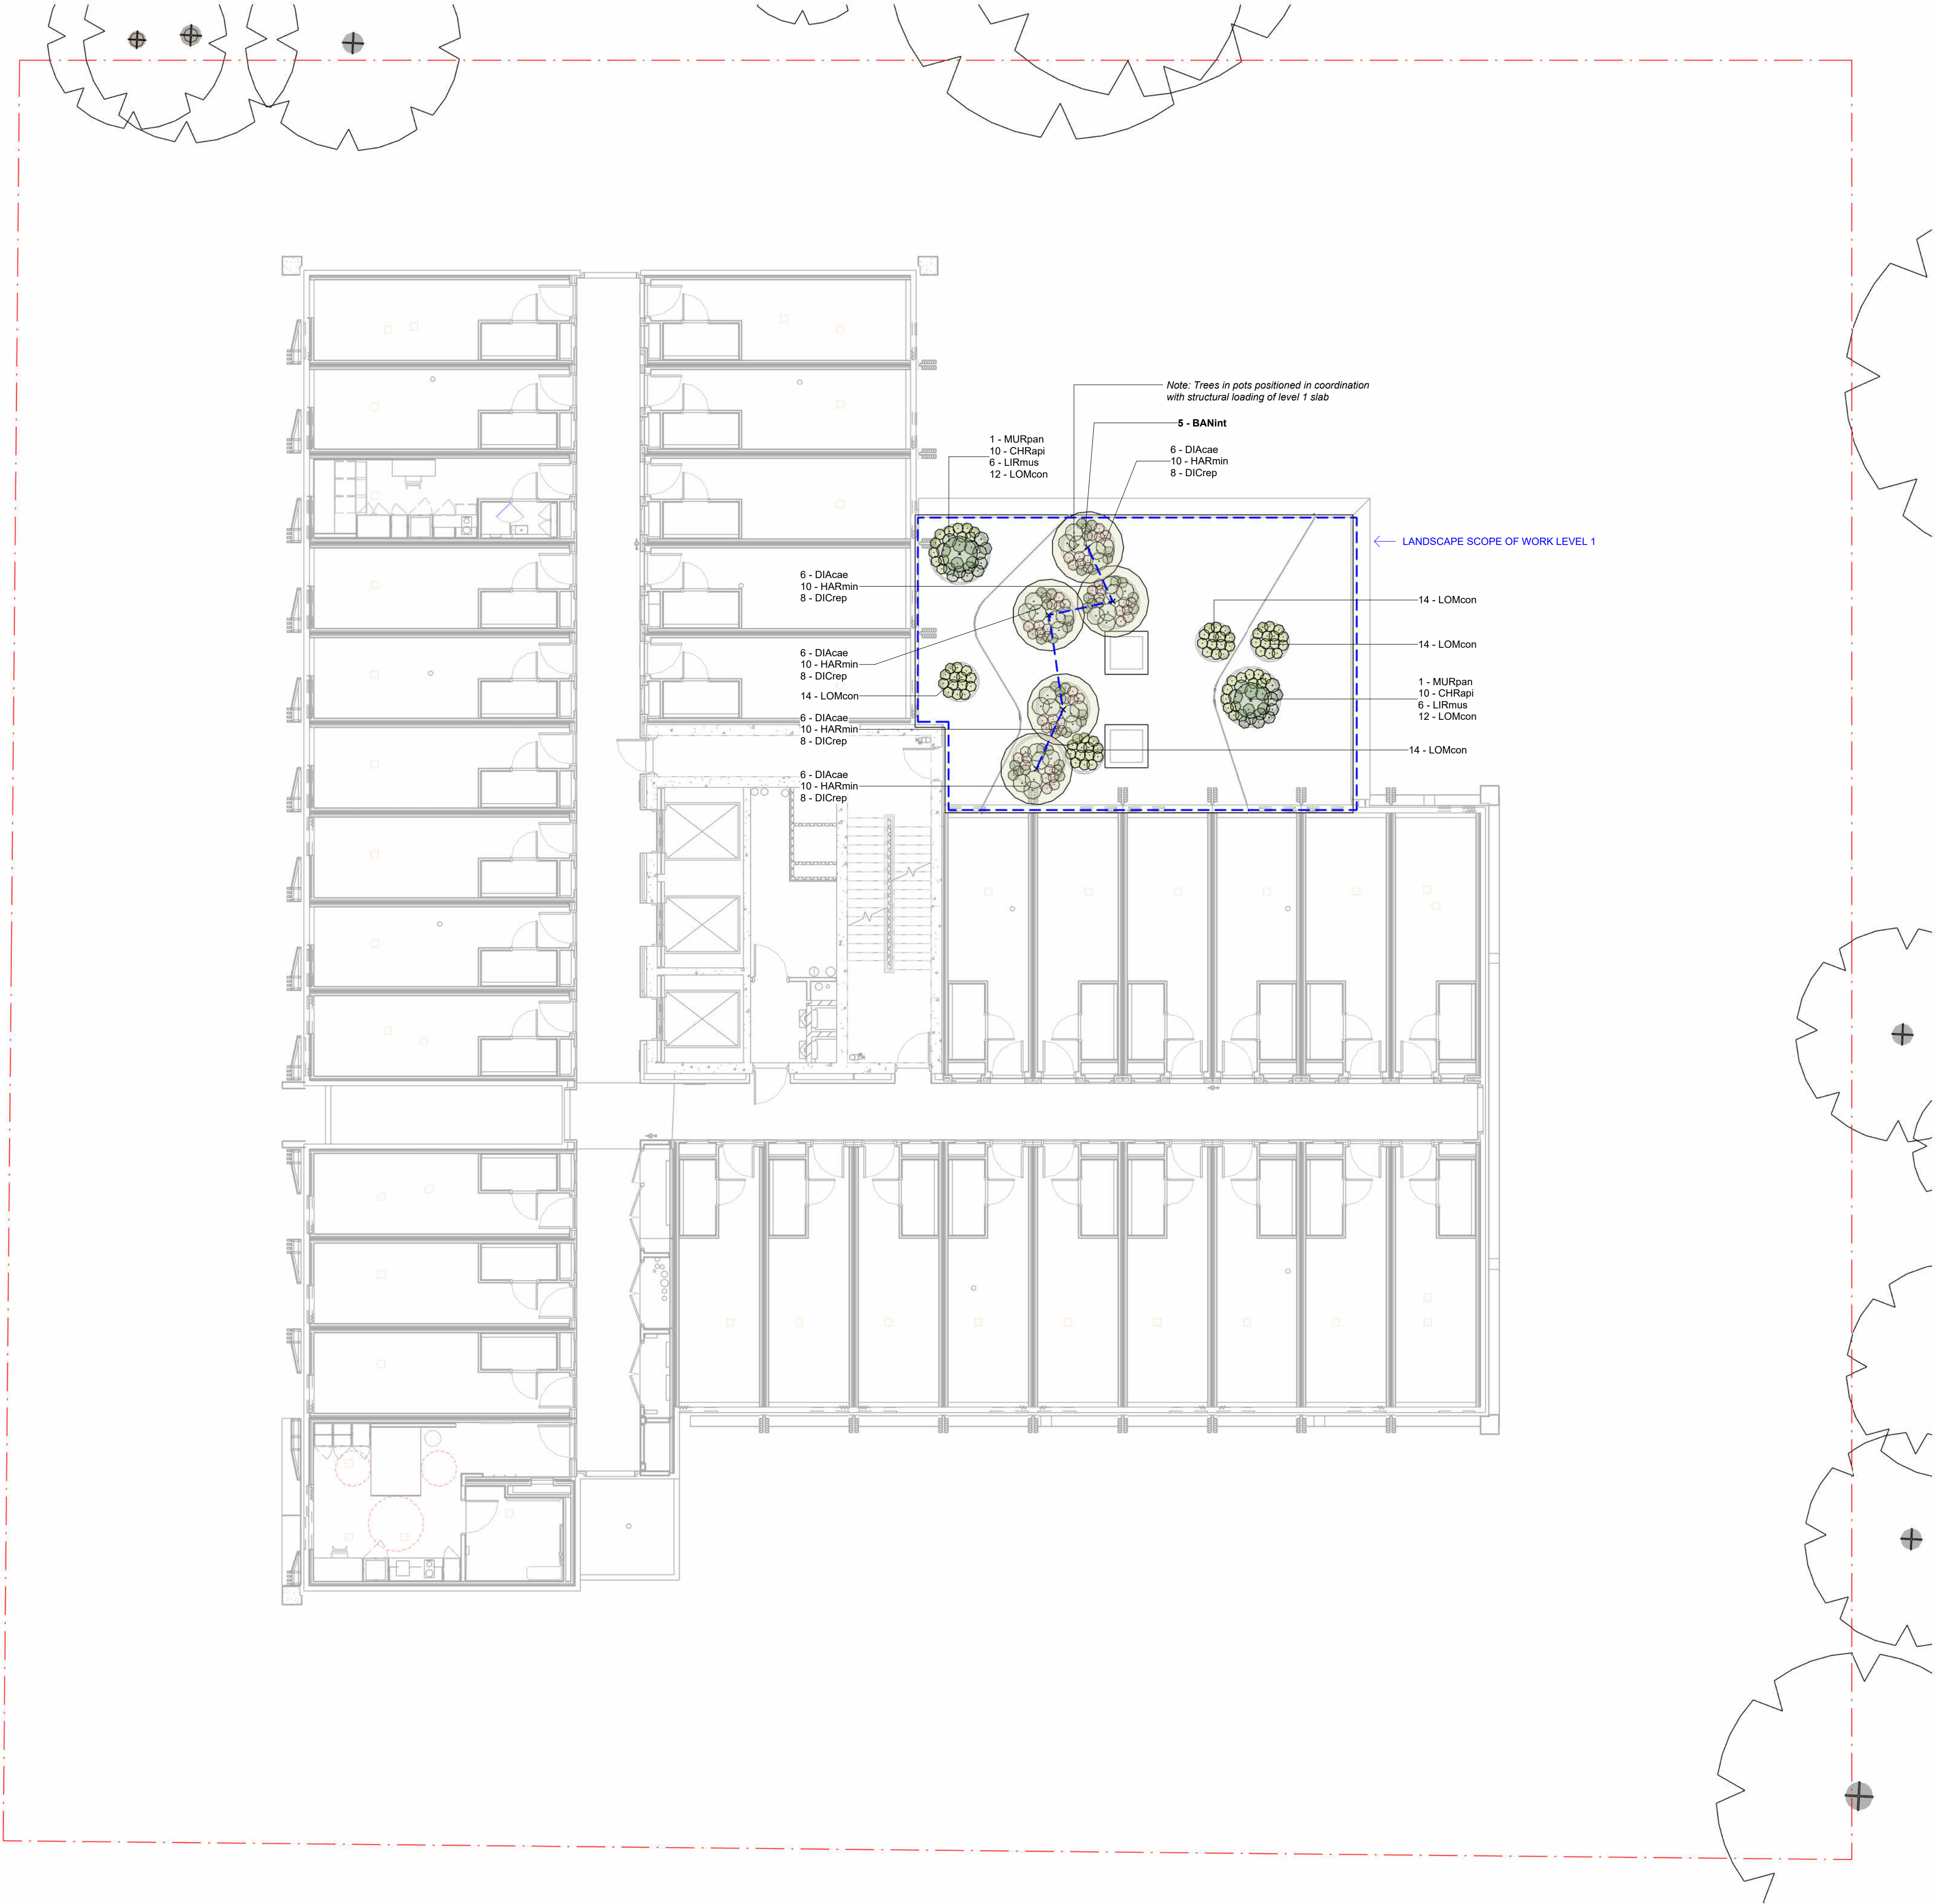 Note: Trees in pots positioned in coordination
with structural loading of level 1 slab
5 - BANint
1 - MURpan
10 - CHRapi
6 - LIRmus
12 - LOMcon
6 - DIAcae
10 - HARmin
8 - DICrep
LANDSCAPE SCOPE OF WORK LEVEL 1
6 - DIAcae
10 - HARmin
8 - DICrep
14 - LOMcon
14 - LOMcon
6 - DIAcae
10 - HARmin
8 - DICrep
14 - LOMcon
1 - MURpan
10 - CHRapi
6 - LIRmus
12 - LOMcon
6 - DIAcae
10 - HARmin
8 - DICrep
14 - LOMcon
6 - DIAcae
10 - HARmin
8 - DICrep